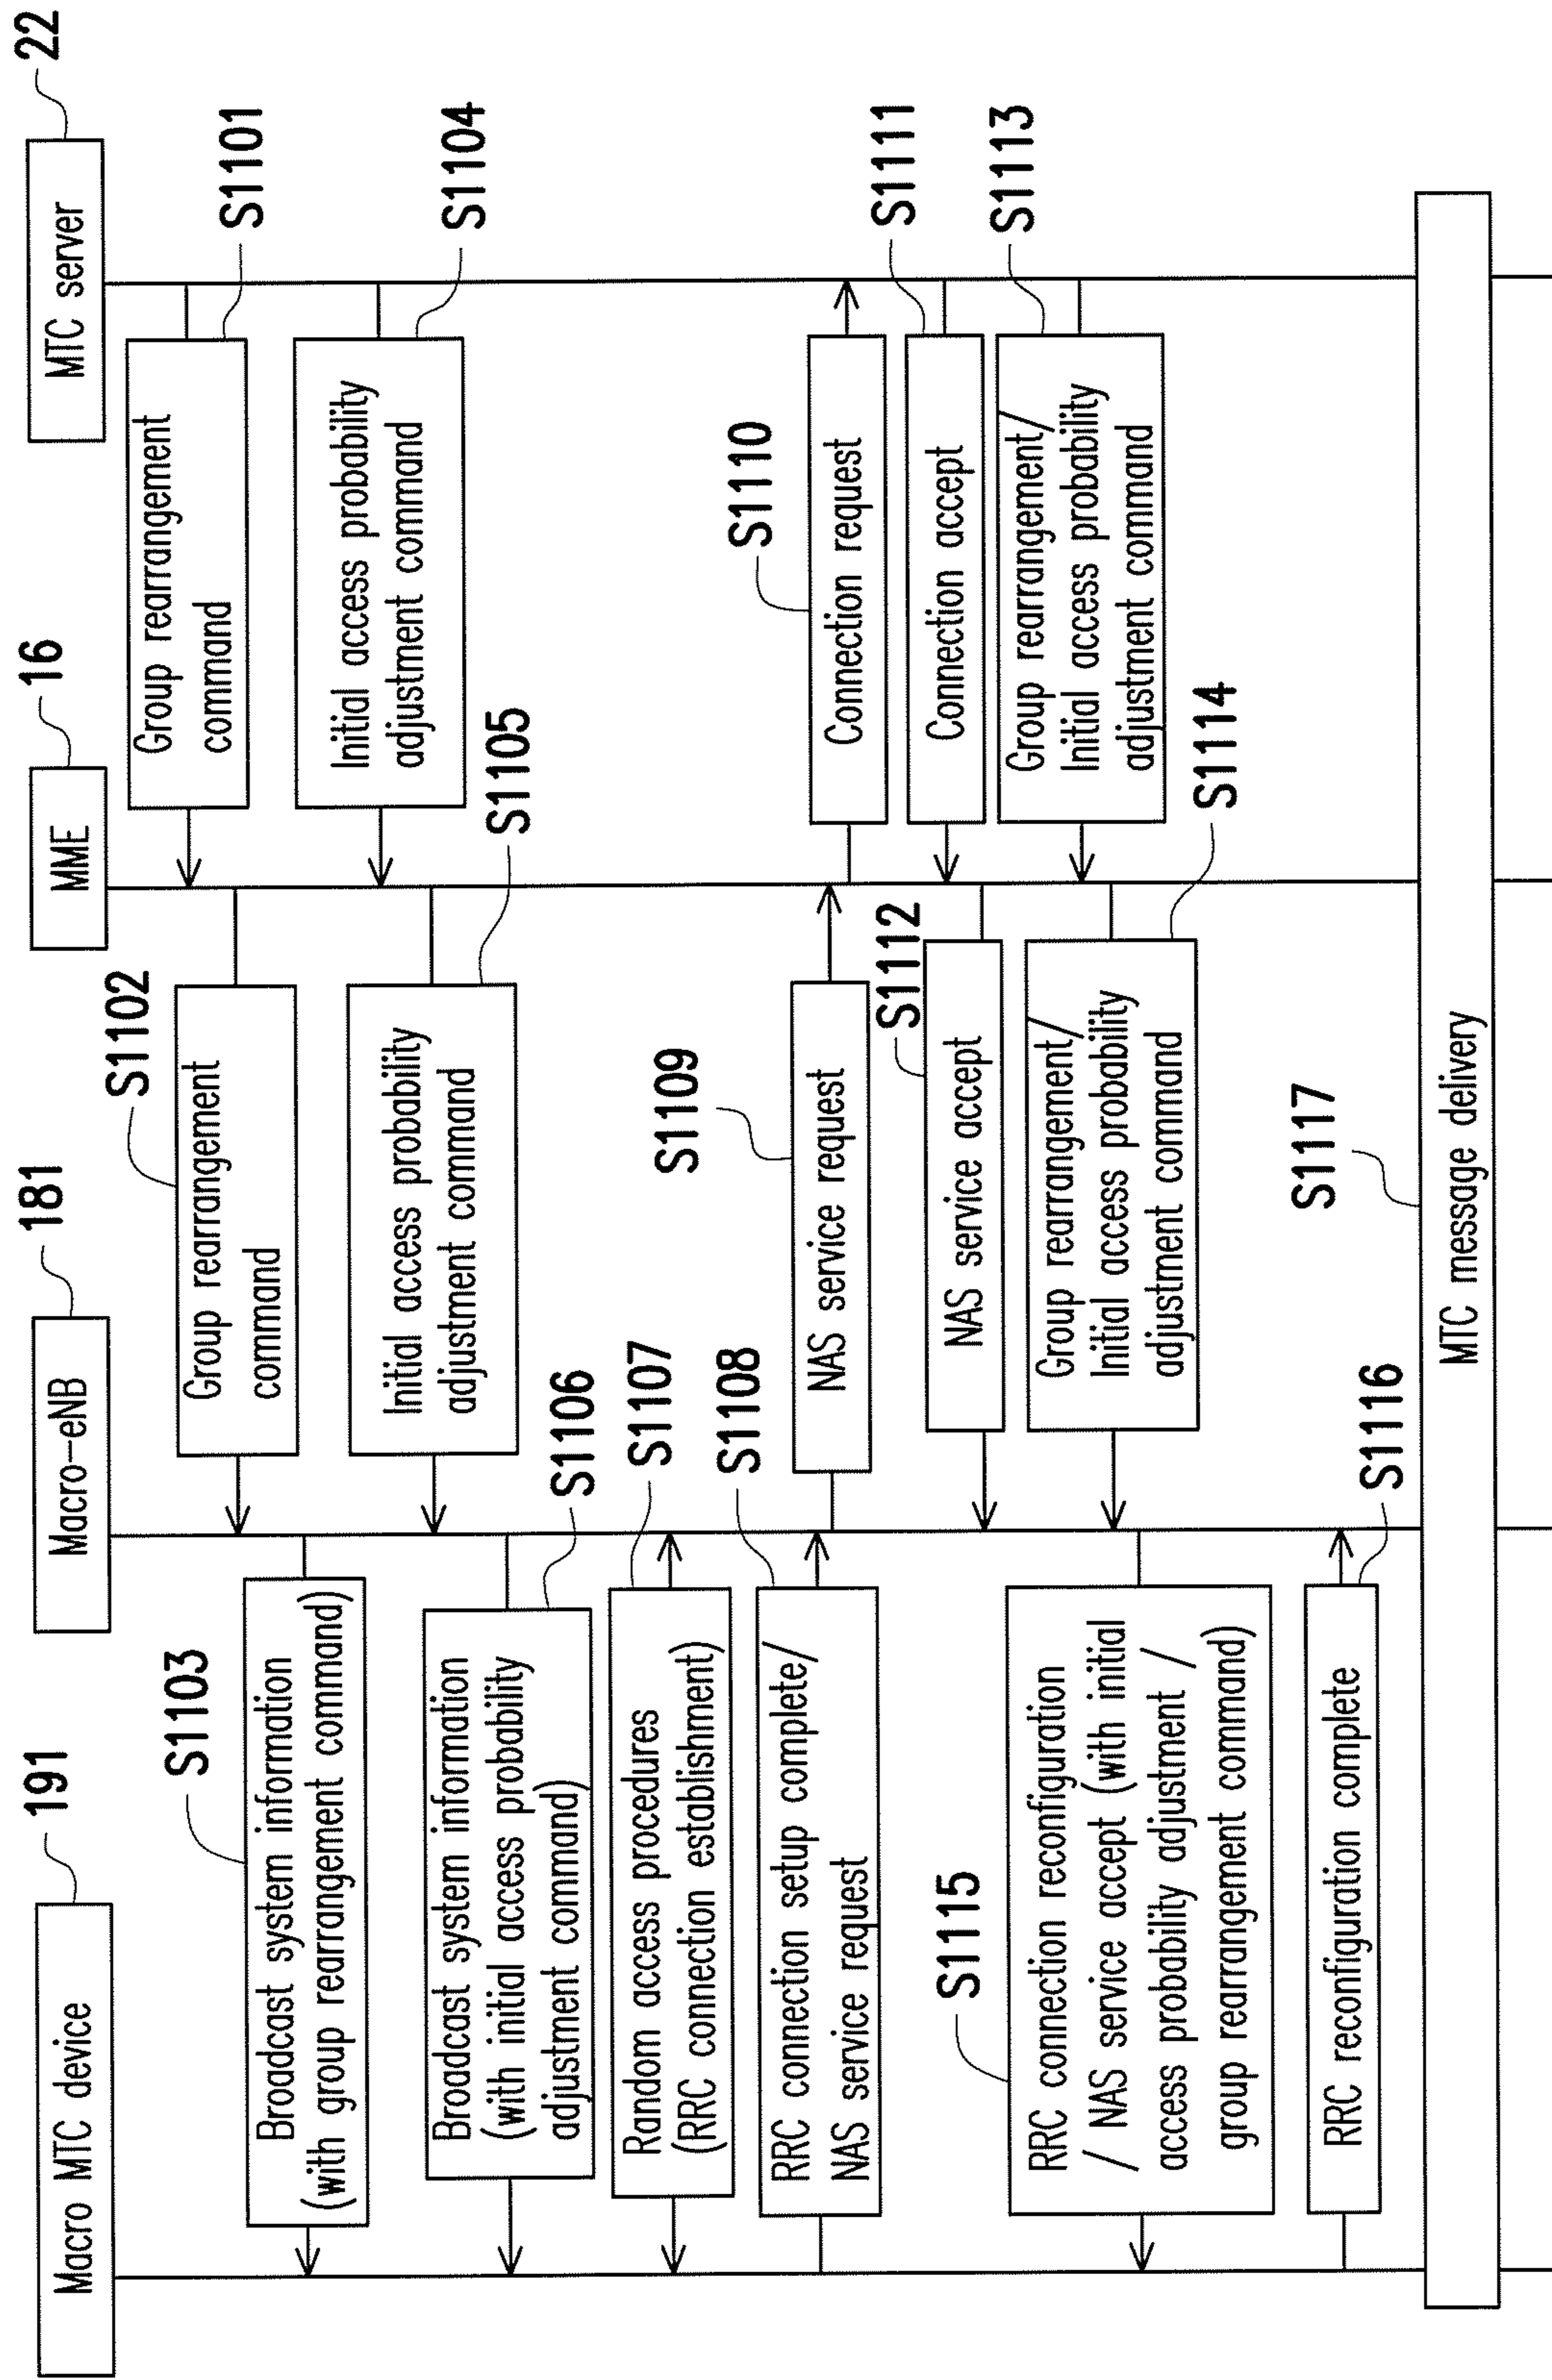 Macro MTC device
191
Macro-eNB
181
MME
16
MTC server
22
Group rearrangement
command
S1101
Group rearrangement
command
S1102
Broadcast system information
(with group rearrangement command)
S1103
Initial access probability
adjustment command
S1104
Initial access probability
adjustment command
S1105
Broadcast system information
(with initial access probability
adjustment command)
S1106
Random access procedures
(RRC connection establishment)
S1107
RRC connection setup complete/
NAS service request
S1108
NAS service request
S1109
Connection request
S1110
Connection accept
S1111
NAS service accept
S1112
Group rearrangement/
Initial access probability
adjustment command
S1113
Group rearrangement/
Initial access probability
adjustment command
S1114
RRC connection reconfiguration
/ NAS service accept (with initial
access probability adjustment /
group rearrangement command)
S1115
RRC reconfiguration complete
S1116
MTC message delivery
S1117